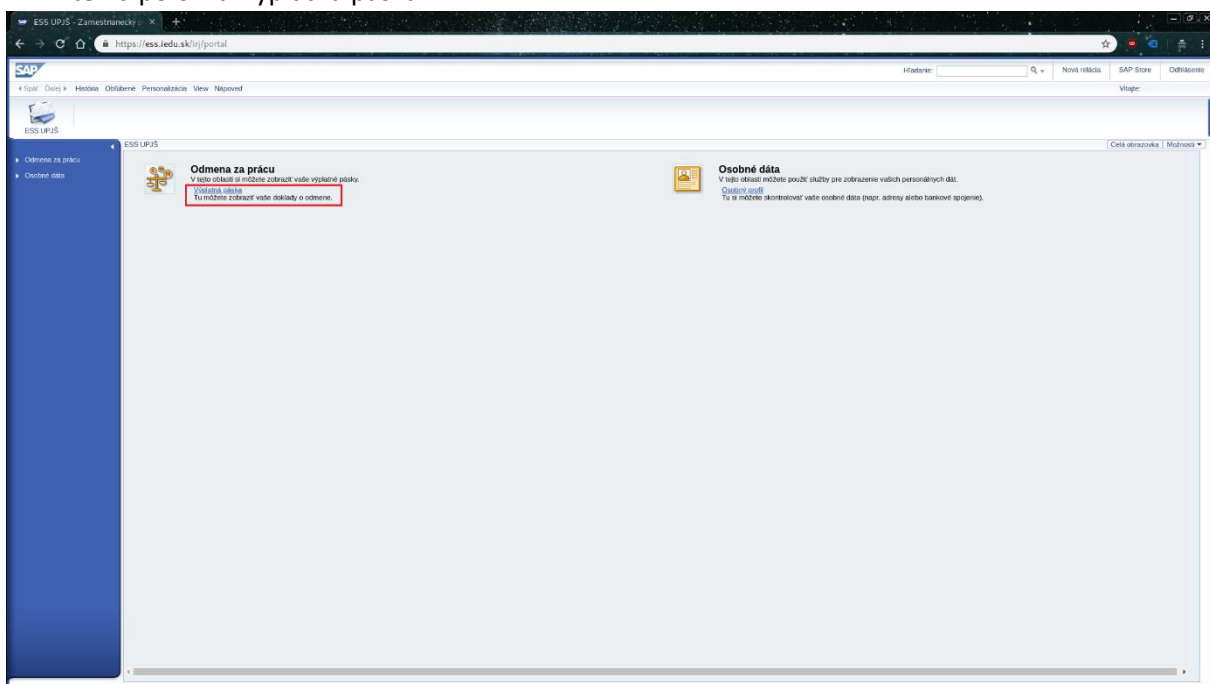 ESS UPJŠ - Zamestnanecký
https://ess.iedu.sk/irj/portal
SAP
Hľadanie:
Nová relácia
SAP Store
Odhlásenie
Späť Ďalej História Obľúbené Personalizácia View Nápoveď
Vitajte:
ESS UPJŠ
ESS UPJŠ
Celá obrazovka
Možnosti
Odmena za prácu
Osobné dáta
Odmena za prácu
V tejto oblasti si môžete zobraziť vaše výplatné pásky.
Výplatná páska
Tu môžete zobraziť vaše doklady o odmene.
Osobné dáta
V tejto oblasti môžete použiť služby pre zobrazenie vašich personálnych dát.
Osobný profil
Tu si môžete skontrolovať vaše osobné dáta (napr. adresy alebo bankové spojenie).